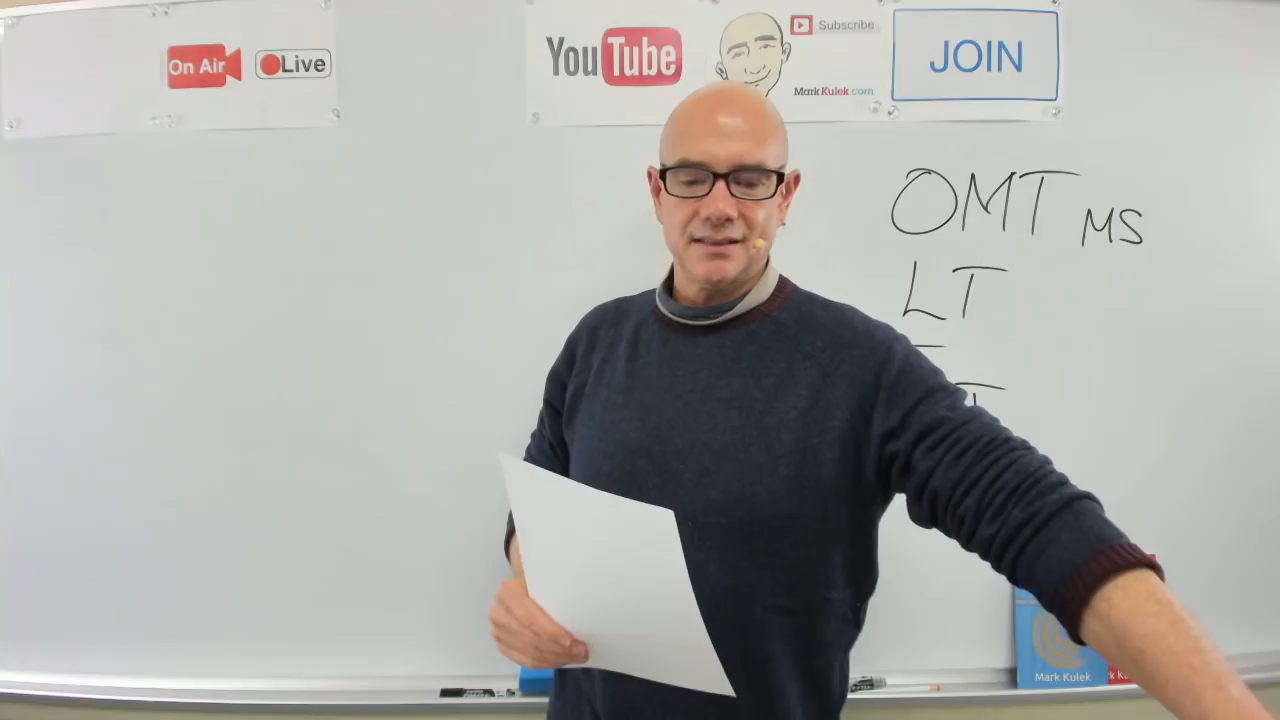 On Air
Live
YouTube
Subscribe
MarkKulek.com
JOIN
OMT MS
LT
Mark Kulek